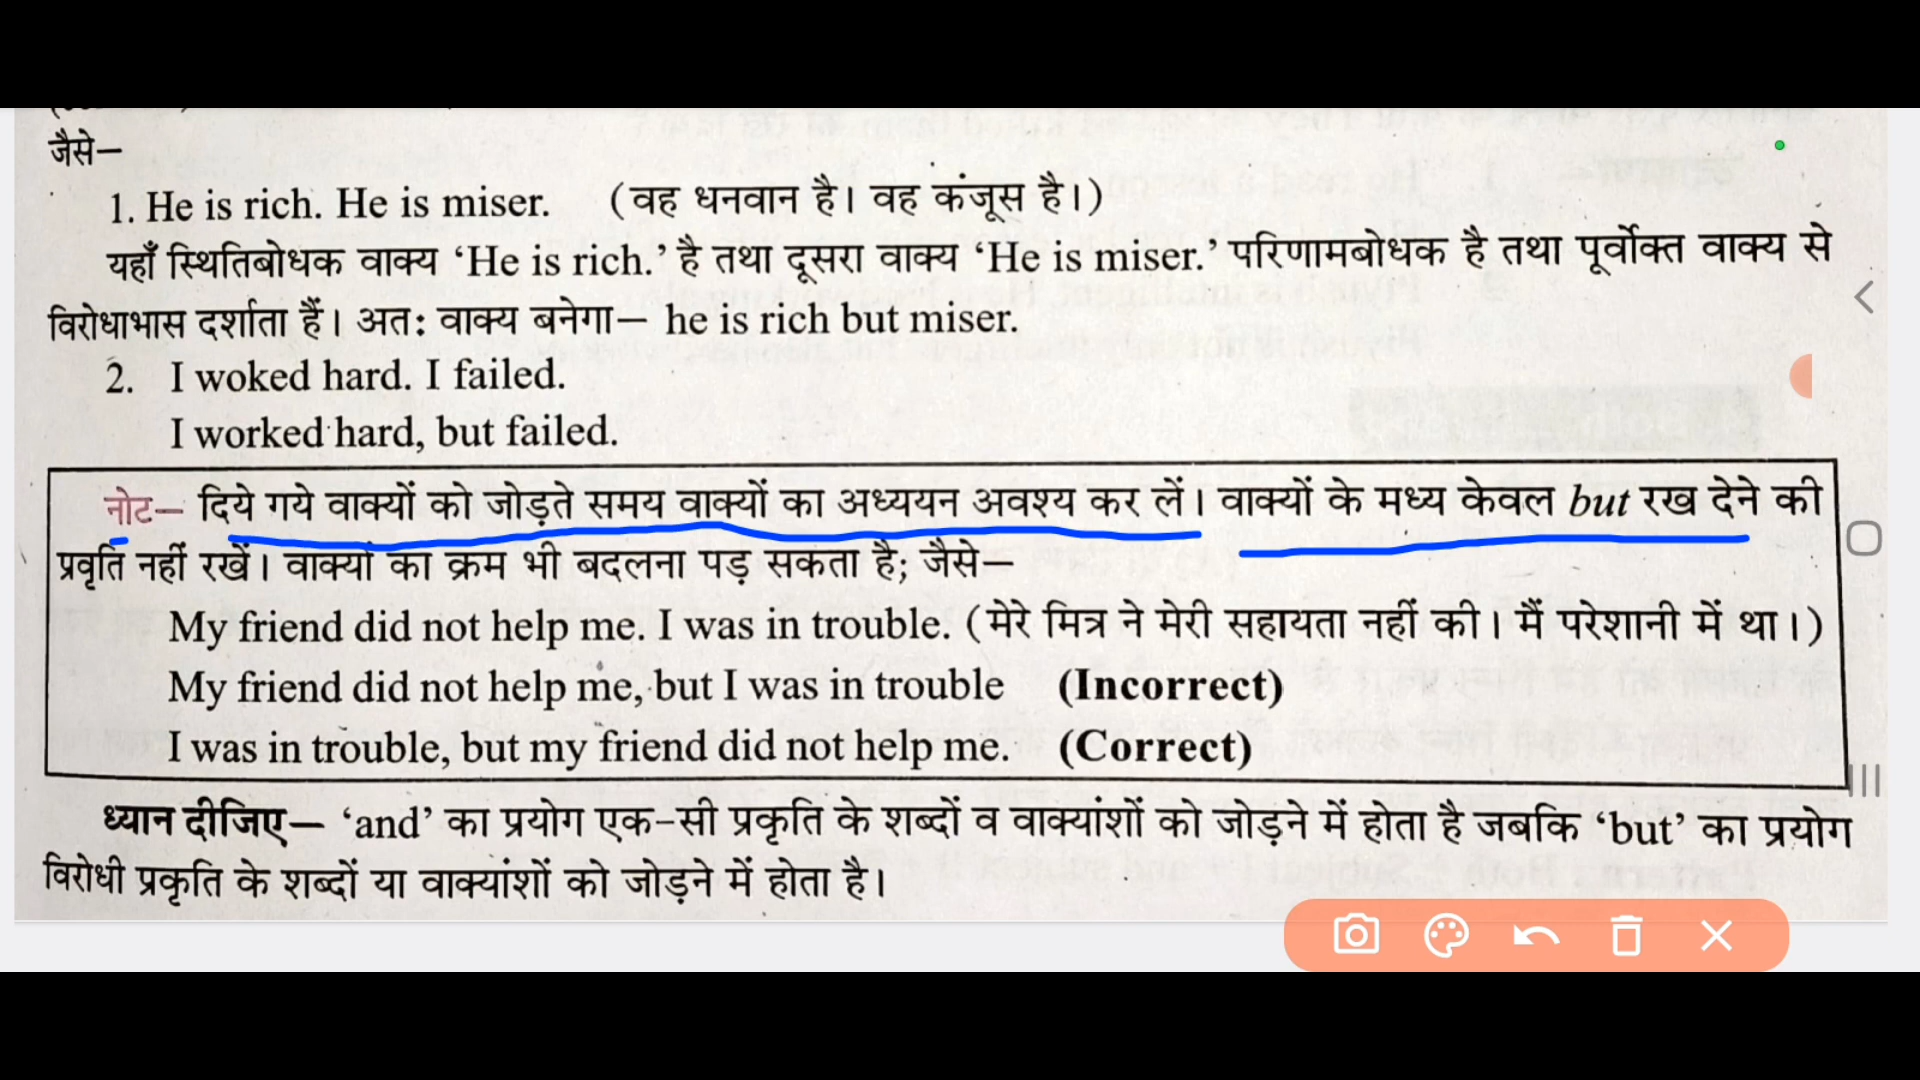 जैसे—
1. He is rich. He is miser. (वह धनवान है। वह कंजूस है।)
यहाँ स्थितिबोधक वाक्य ‘He is rich.’ है तथा दूसरा वाक्य ‘He is miser.’ परिणामबोधक है तथा पूर्वोक्त वाक्य से
विरोधाभास दर्शाता हैं। अतः वाक्य बनेगा— he is rich but miser.
2. I woked hard. I failed.
I worked hard, but failed.
नोट— दिये गये वाक्यों को जोड़ते समय वाक्यों का अध्ययन अवश्य कर लें। वाक्यों के मध्य केवल but रख देने की
प्रवृति नहीं रखें। वाक्यों का क्रम भी बदलना पड़ सकता है; जैसे—
My friend did not help me. I was in trouble. (मेरे मित्र ने मेरी सहायता नहीं की। मैं परेशानी में था।)
My friend did not help me, but I was in trouble (Incorrect)
I was in trouble, but my friend did not help me. (Correct)
ध्यान दीजिए— ‘and’ का प्रयोग एक-सी प्रकृति के शब्दों व वाक्यांशों को जोड़ने में होता है जबकि ‘but’ का प्रयोग
विरोधी प्रकृति के शब्दों या वाक्यांशों को जोड़ने में होता है।